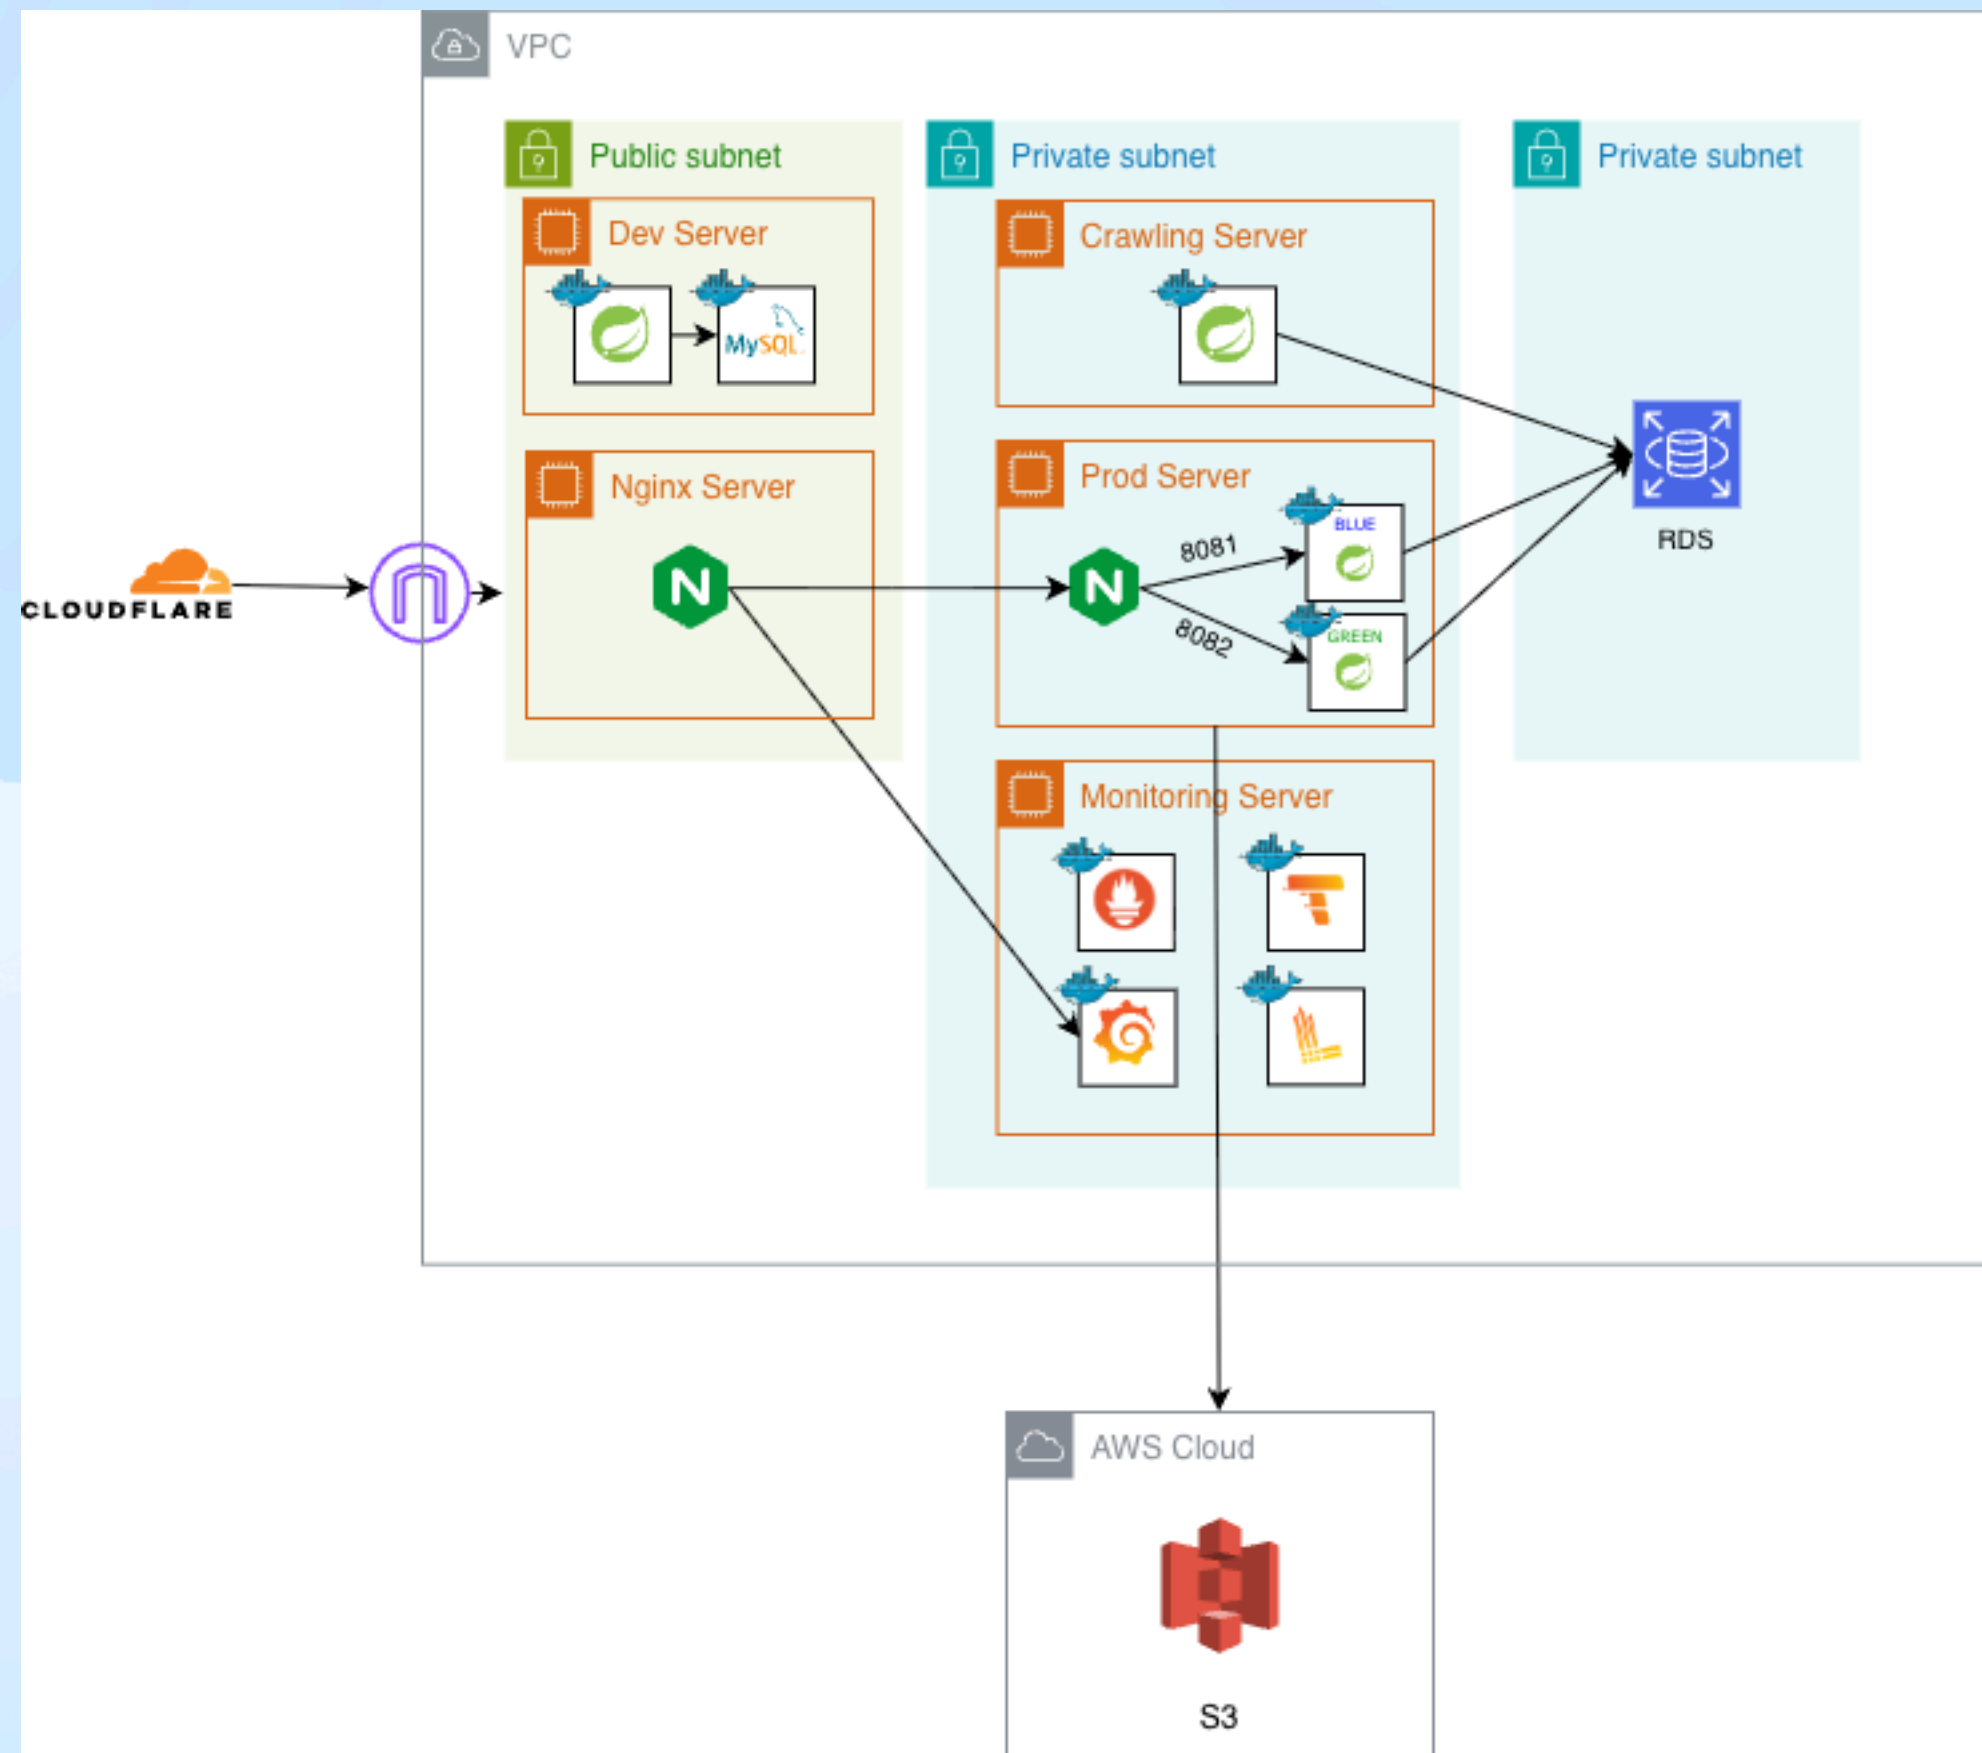 VPC
Public subnet
Private subnet
Private subnet
Dev Server
Crawling Server
MySQL
Nginx Server
Prod Server
BLUE
8081
RDS
CLOUDFLARE
8082
GREEN
Monitoring Server
AWS Cloud
S3